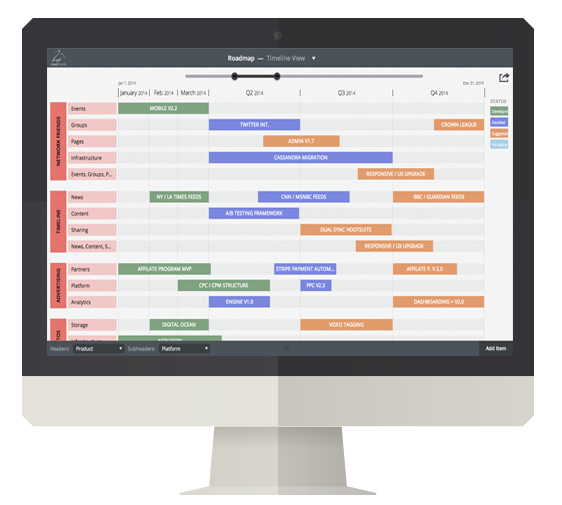 Roadmap — Timeline View ▼
Jan 1, 2014 Dec 31, 2014
January 2014 Feb 2014 March 2014 Q2 2014 Q3 2014 Q4 2014
STATUS
NETWORK FRIENDS
Events MOBILE V2.2
Groups TWITTER INT. CROWN LEAGUE
Decided
Pages ADMIN V1.7
Infrastructure CASSANDRA MIGRATION
Events, Groups, P... RESPONSIVE / UX UPGRADE
TIMELINE
News NY / LA TIMES FEEDS CNN / MSNBC FEEDS BBC / GUARDIAN FEEDS
Content A/B TESTING FRAMEWORK
Sharing DUAL SYNC HOOTSUITE
News, Content, S... RESPONSIVE / UX UPGRADE
ADVERTISING
Partners AFFILATE PROGRAM MVP STRIPE PAYMENT AUTOM... AFFILATE P. V 2.0
Platform CPC / CPM STRUCTURE PPC V2.3
Analytics ENGINE V1.0 DASHBOARDING + V2.0
Storage DIGITAL OCEAN VIDEO TAGGING
Headers: Product ▼ Subheaders: Platform ▼ Add Item